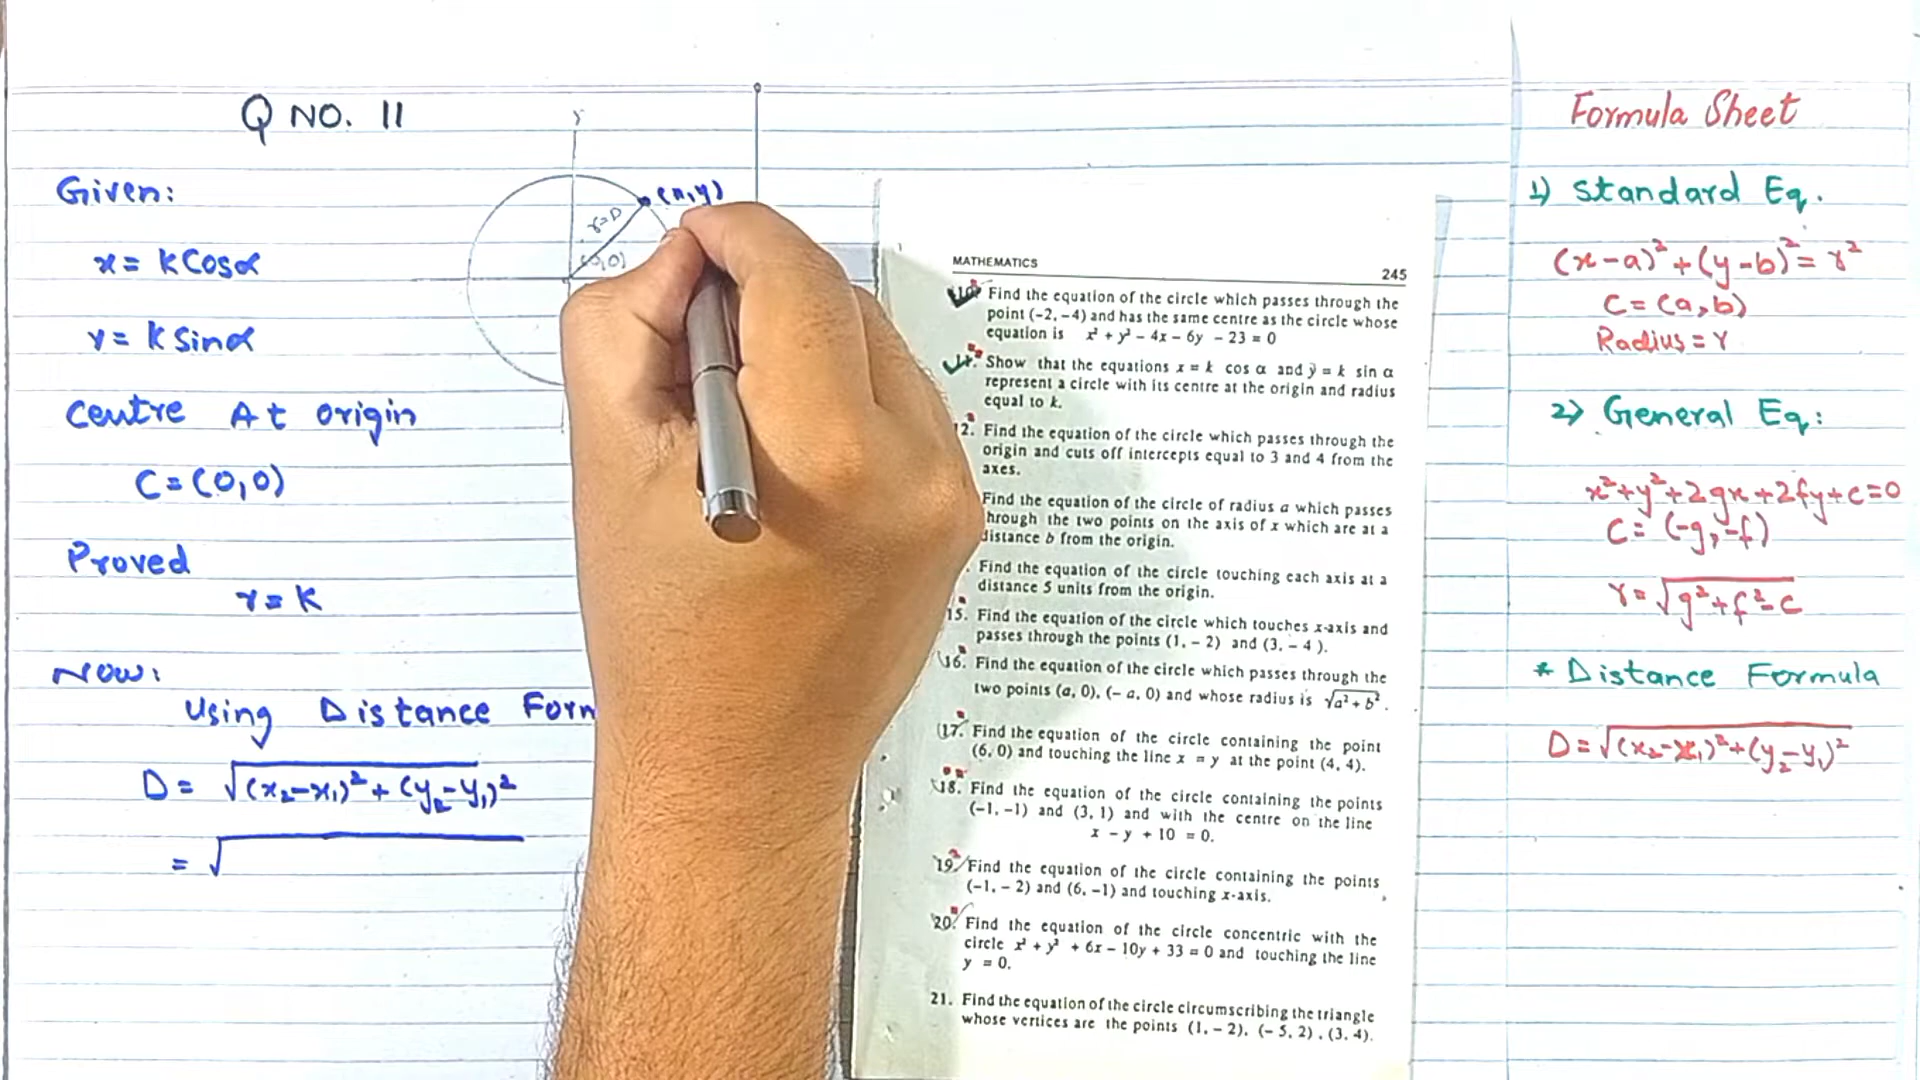 Q NO. 11
Given:
x = k Cosα
y = k Sinα
Centre At origin
C = (0,0)
Proved
r = k
Now:
Using Distance Form
D = √(x₂-x₁)² + (y₂-y₁)²
= √
Y
(x,y)
r=D
(0,0)
MATHEMATICS 245
10. Find the equation of the circle which passes through the
point (-2, -4) and has the same centre as the circle whose
equation is x² + y² - 4x - 6y - 23 = 0
11. Show that the equations x = k cos α and y = k sin α
represent a circle with its centre at the origin and radius
equal to k.
12. Find the equation of the circle which passes through the
origin and cuts off intercepts equal to 3 and 4 from the
axes.
Find the equation of the circle of radius a which passes
hrough the two points on the axis of x which are at a
distance b from the origin.
. Find the equation of the circle touching each axis at a
distance 5 units from the origin.
15. Find the equation of the circle which touches x-axis and
passes through the points (1, - 2) and (3, - 4 ).
16. Find the equation of the circle which passes through the
two points (a, 0), (- a, 0) and whose radius is √a² + b² .
17. Find the equation of the circle containing the point
(6, 0) and touching the line x = y at the point (4, 4).
18. Find the equation of the circle containing the points
(-1, -1) and (3, 1) and with the centre on the line
x - y + 10 = 0.
19. Find the equation of the circle containing the points
(-1, - 2) and (6, -1) and touching x-axis.
20. Find the equation of the circle concentric with the
circle x² + y² + 6x - 10y + 33 = 0 and touching the line
y = 0.
21. Find the equation of the circle circumscribing the triangle
whose vertices are the points (1, - 2), (- 5, 2) , (3, 4).
Formula Sheet
1) Standard Eq.
(x-a)² + (y-b)² = r²
C = (a,b)
Radius = r
2) General Eq:
x²+y²+2gx+2fy+c=0
C = (-g,-f)
r = √g²+f²-c
* Distance Formula
D = √(x₂-x₁)²+(y₂-y₁)²